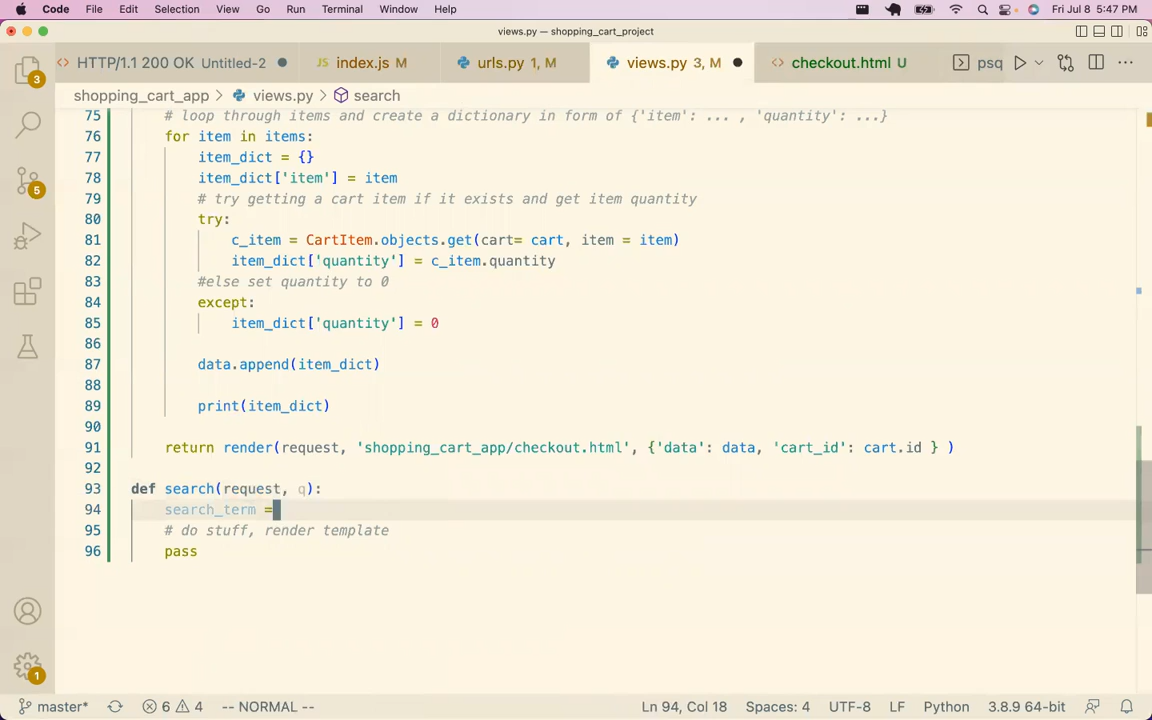 Code File Edit Selection View Go Run Terminal Window Help Fri Jul 8 5:47 PM
views.py — shopping_cart_project
HTTP/1.1 200 OK Untitled-2 JS index.js M urls.py 1, M views.py 3, M checkout.html U psq
shopping_cart_app > views.py > search
75 # loop through items and create a dictionary in form of {'item': ... , 'quantity': ...}
76 for item in items:
77 item_dict = {}
78 item_dict['item'] = item
79 # try getting a cart item if it exists and get item quantity
80 try:
81 c_item = CartItem.objects.get(cart= cart, item = item)
82 item_dict['quantity'] = c_item.quantity
83 #else set quantity to 0
84 except:
85 item_dict['quantity'] = 0
86
87 data.append(item_dict)
88
89 print(item_dict)
90
91 return render(request, 'shopping_cart_app/checkout.html', {'data': data, 'cart_id': cart.id } )
92
93 def search(request, q):
94 search_term =
95 # do stuff, render template
96 pass
3
5
1
master* 6 4 -- NORMAL -- Ln 94, Col 18 Spaces: 4 UTF-8 LF Python 3.8.9 64-bit